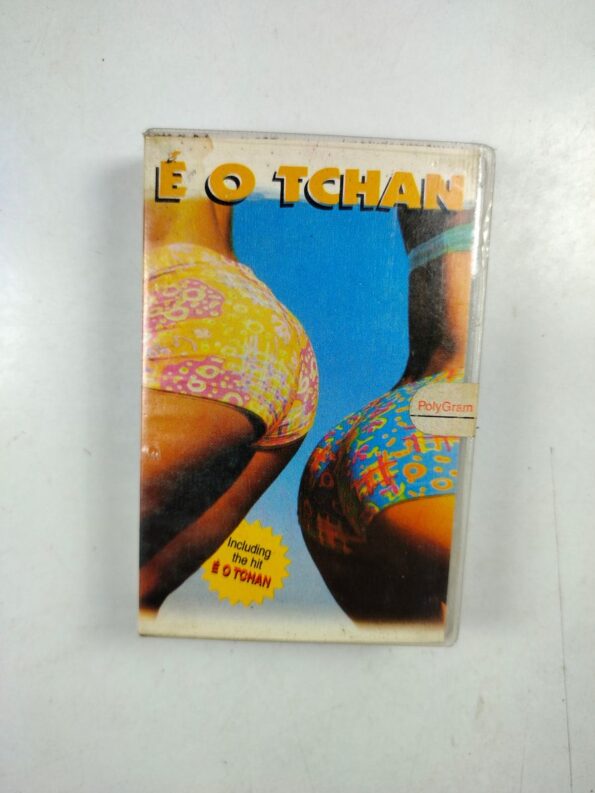 É O TCHAN
PolyGram
Including
the hit
É O TCHAN